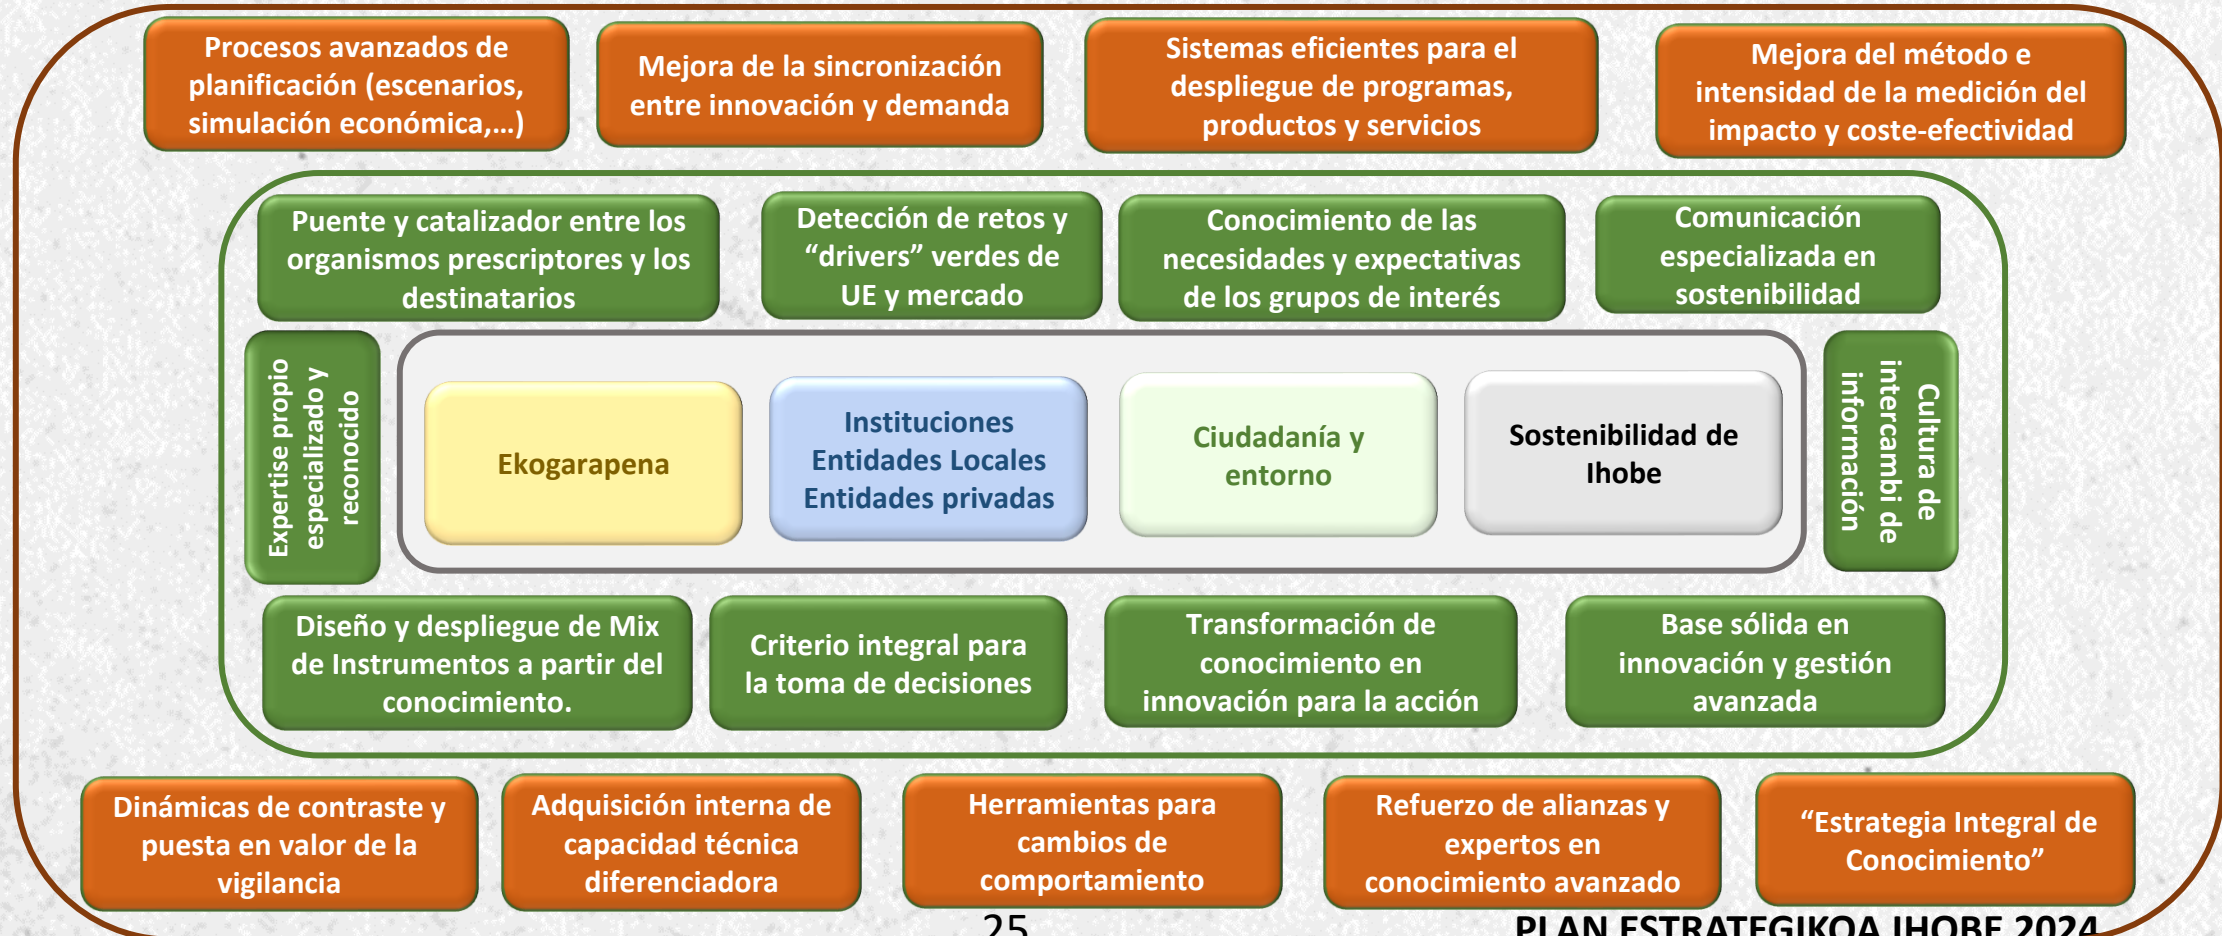 Procesos avanzados de
planificación (escenarios,
simulación económica,...)
Mejora de la sincronización
entre innovación y demanda
Sistemas eficientes para el
despliegue de programas,
productos y servicios
Mejora del método e
intensidad de la medición del
impacto y coste-efectividad
Puente y catalizador entre los
organismos prescriptores y los
destinatarios
Detección de retos y
“drivers” verdes de
UE y mercado
Conocimiento de las
necesidades y expectativas
de los grupos de interés
Comunicación
especializada en
sostenibilidad
Expertise propio
especializado y
reconocido
Ekogarapena
Instituciones
Entidades Locales
Entidades privadas
Ciudadanía y
entorno
Sostenibilidad de
Ihobe
Cultura de
intercambi de
información
Diseño y despliegue de Mix
de Instrumentos a partir del
conocimiento.
Criterio integral para
la toma de decisiones
Transformación de
conocimiento en
innovación para la acción
Base sólida en
innovación y gestión
avanzada
Dinámicas de contraste y
puesta en valor de la
vigilancia
Adquisición interna de
capacidad técnica
diferenciadora
Herramientas para
cambios de
comportamiento
Refuerzo de alianzas y
expertos en
conocimiento avanzado
“Estrategia Integral de
Conocimiento”
25
PLAN ESTRATEGIKOA IHOBE 2024